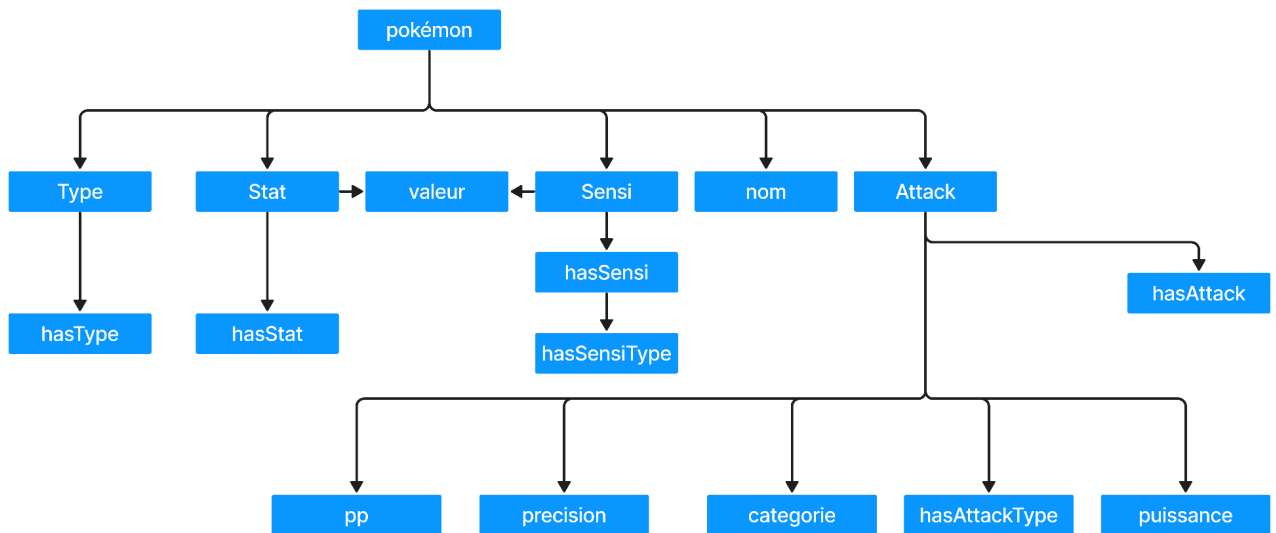 pokémon
Type
Stat
valeur
Sensi
nom
Attack
hasSensi
hasAttack
hasType
hasStat
hasSensiType
pp
precision
categorie
hasAttackType
puissance